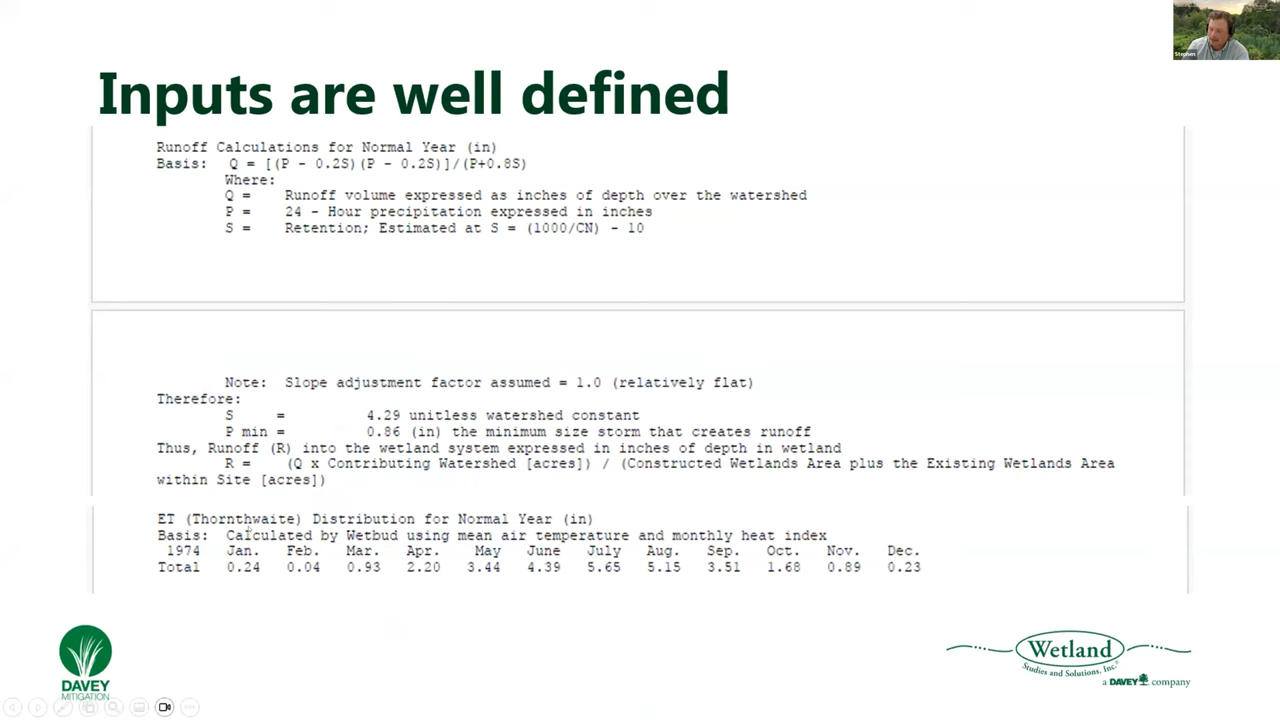 Stephen
Inputs are well defined
Runoff Calculations for Normal Year (in)
Basis: Q = [(P - 0.2S)(P - 0.2S)]/(P+0.8S)
Where:
Q = Runoff volume expressed as inches of depth over the watershed
P = 24 - Hour precipitation expressed in inches
S = Retention; Estimated at S = (1000/CN) - 10
Note: Slope adjustment factor assumed = 1.0 (relatively flat)
Therefore:
S = 4.29 unitless watershed constant
P min = 0.86 (in) the minimum size storm that creates runoff
Thus, Runoff (R) into the wetland system expressed in inches of depth in wetland
R = (Q x Contributing Watershed [acres]) / (Constructed Wetlands Area plus the Existing Wetlands Area
within Site [acres])
ET (Thornthwaite) Distribution for Normal Year (in)
Basis: Calculated by Wetbud using mean air temperature and monthly heat index
1974 Jan. Feb. Mar. Apr. May June July Aug. Sep. Oct. Nov. Dec.
Total 0.24 0.04 0.93 2.20 3.44 4.39 5.65 5.15 3.51 1.68 0.89 0.23
DAVEY
MITIGATION
Wetland
Studies and Solutions, Inc.
a DAVEY company